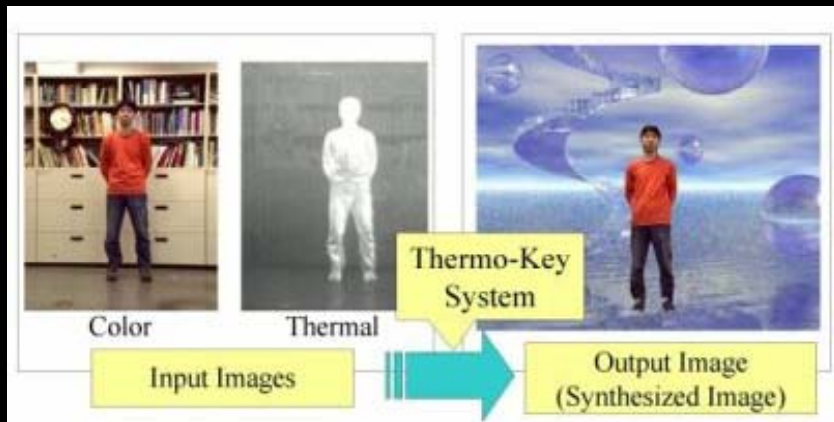 Color
Thermal
Thermo-Key
System
Input Images
Output Image
(Synthesized Image)